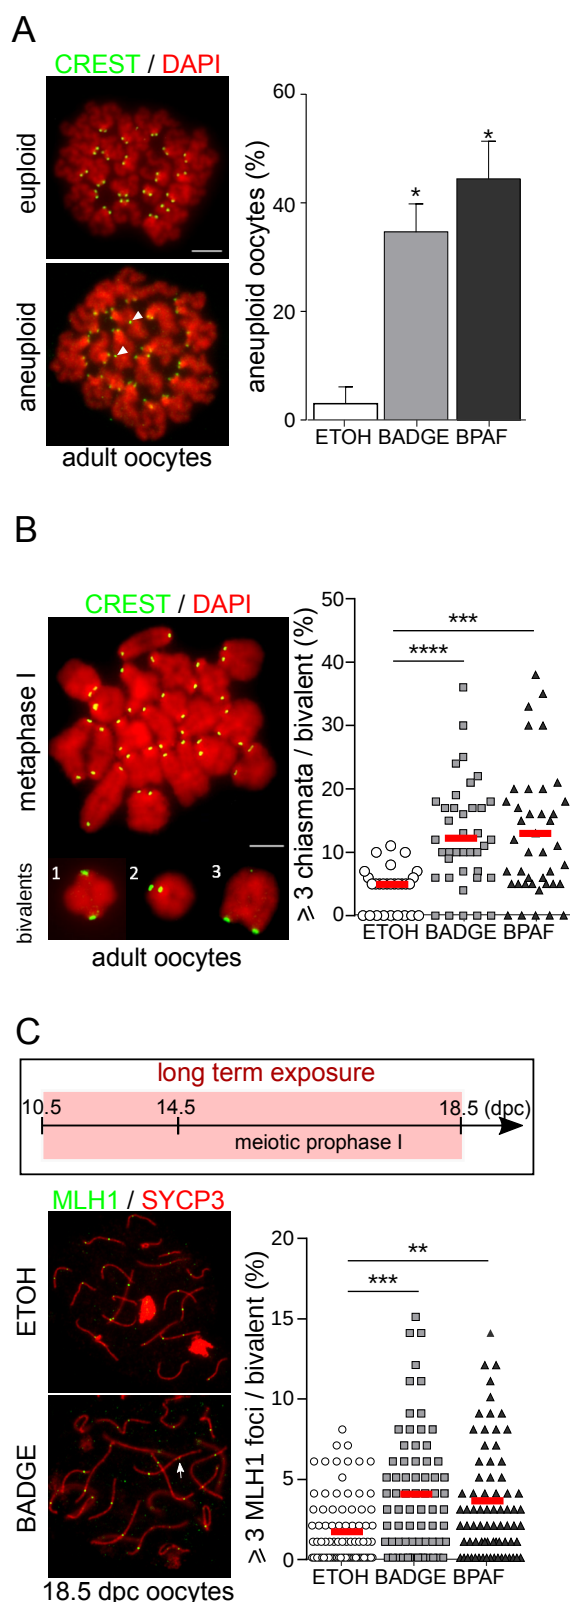 A
CREST / DAPI
euploid
aneuploid
adult oocytes
aneuploid oocytes (%)
60
40
20
0
*
*
ETOH BADGE BPAF
B
CREST / DAPI
metaphase I
bivalents
1 2 3
adult oocytes
⩾ 3 chiasmata / bivalent (%)
50
40
30
20
10
0
***
****
ETOH BADGE BPAF
C
long term exposure
10.5 14.5 18.5 (dpc)
meiotic prophase I
MLH1 / SYCP3
ETOH
BADGE
18.5 dpc oocytes
⩾ 3 MLH1 foci / bivalent (%)
20
15
10
5
0
**
***
ETOH BADGE BPAF